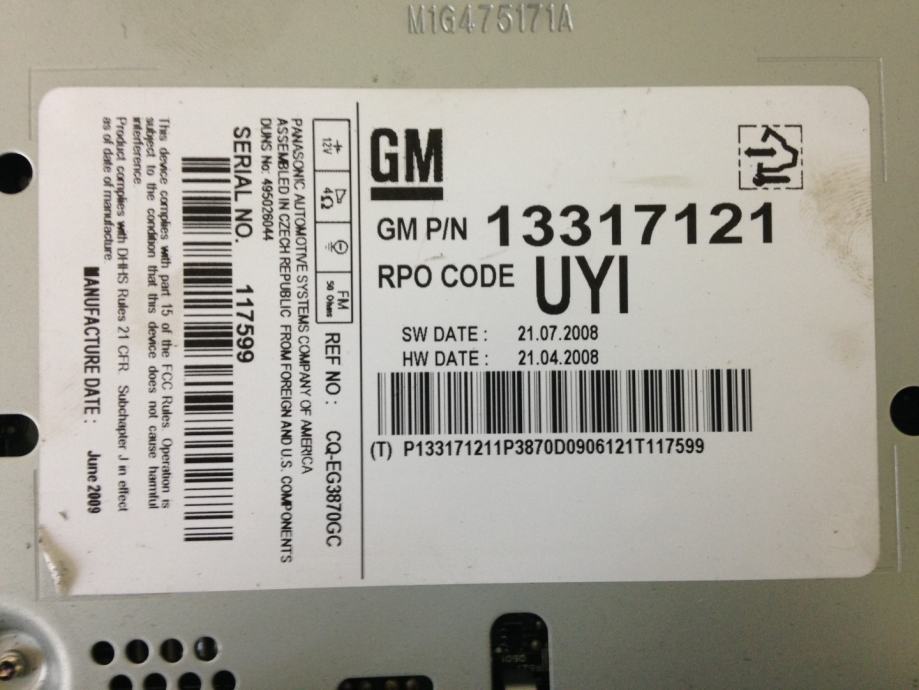 M1G475171A
GM
GM P/N 13317121
RPO CODE UYI
SW DATE : 21.07.2008
HW DATE : 21.04.2008
(T) P133171211P3870D0906121T117599
12V
4Ω
FM
50 Ohms
REF NO : CQ-EG3870GC
PANASONIC AUTOMOTIVE SYSTEMS COMPANY OF AMERICA
ASSEMBLED IN CZECH REPUBLIC FROM FOREIGN AND U.S. COMPONENTS
DUNS No: 495026044
SERIAL NO. 117599
This device complies with part 15 of the FCC Rules. Operation is
subject to the condition that this device does not cause harmful
interference.
Product complies with DHHS Rules 21 CFR. Subchapter J in effect
as of date of manufacture.
MANUFACTURE DATE : June 2009